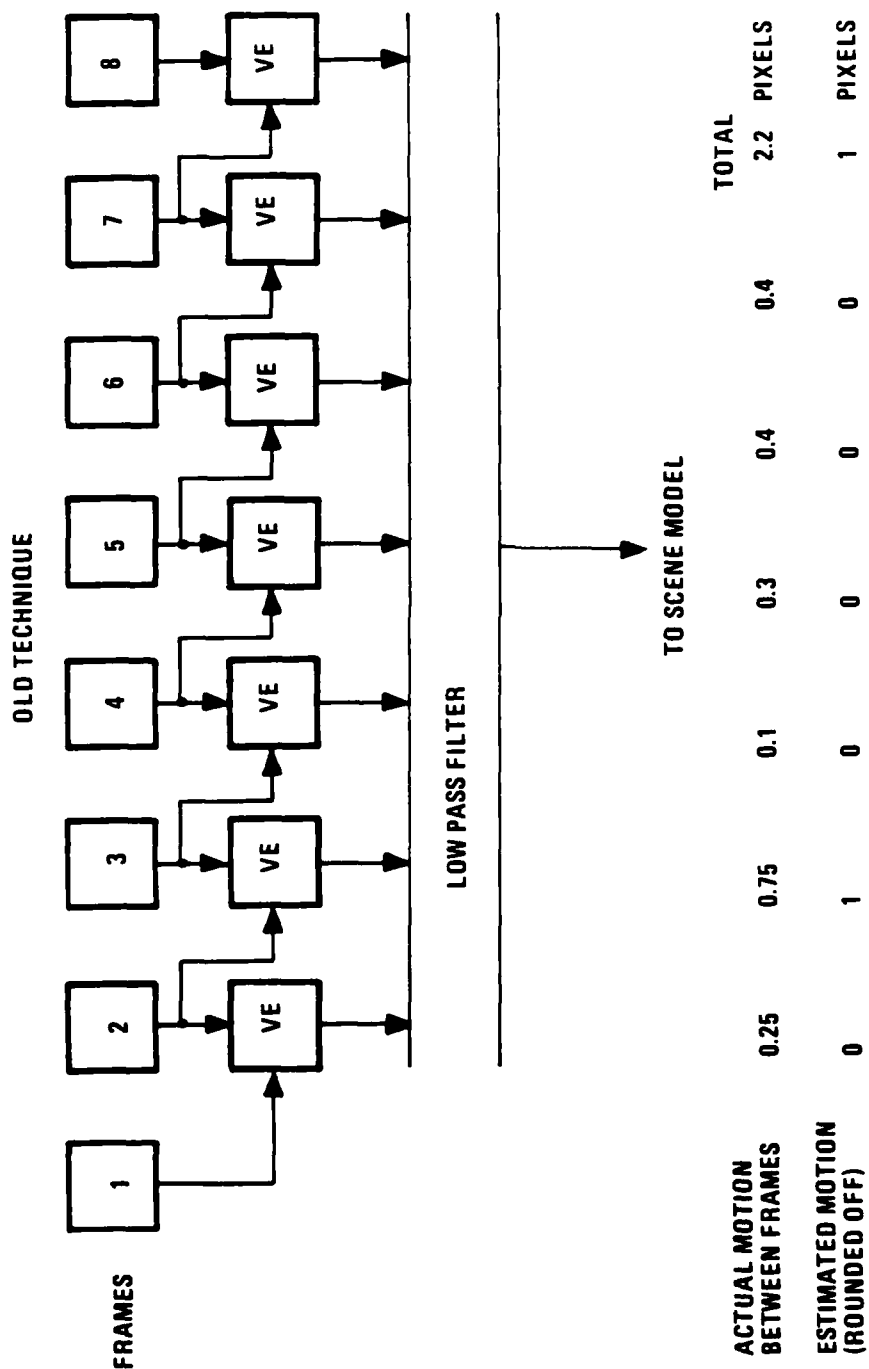 OLD TECHNIQUE
FRAMES
1 2 3 4 5 6 7 8
VE VE VE VE VE VE VE
LOW PASS FILTER
TO SCENE MODEL
TOTAL
ACTUAL MOTION
BETWEEN FRAMES 0.25 0.75 0.1 0.3 0.4 0.4 2.2 PIXELS
ESTIMATED MOTION
(ROUNDED OFF) 0 1 0 0 0 0 1 PIXELS